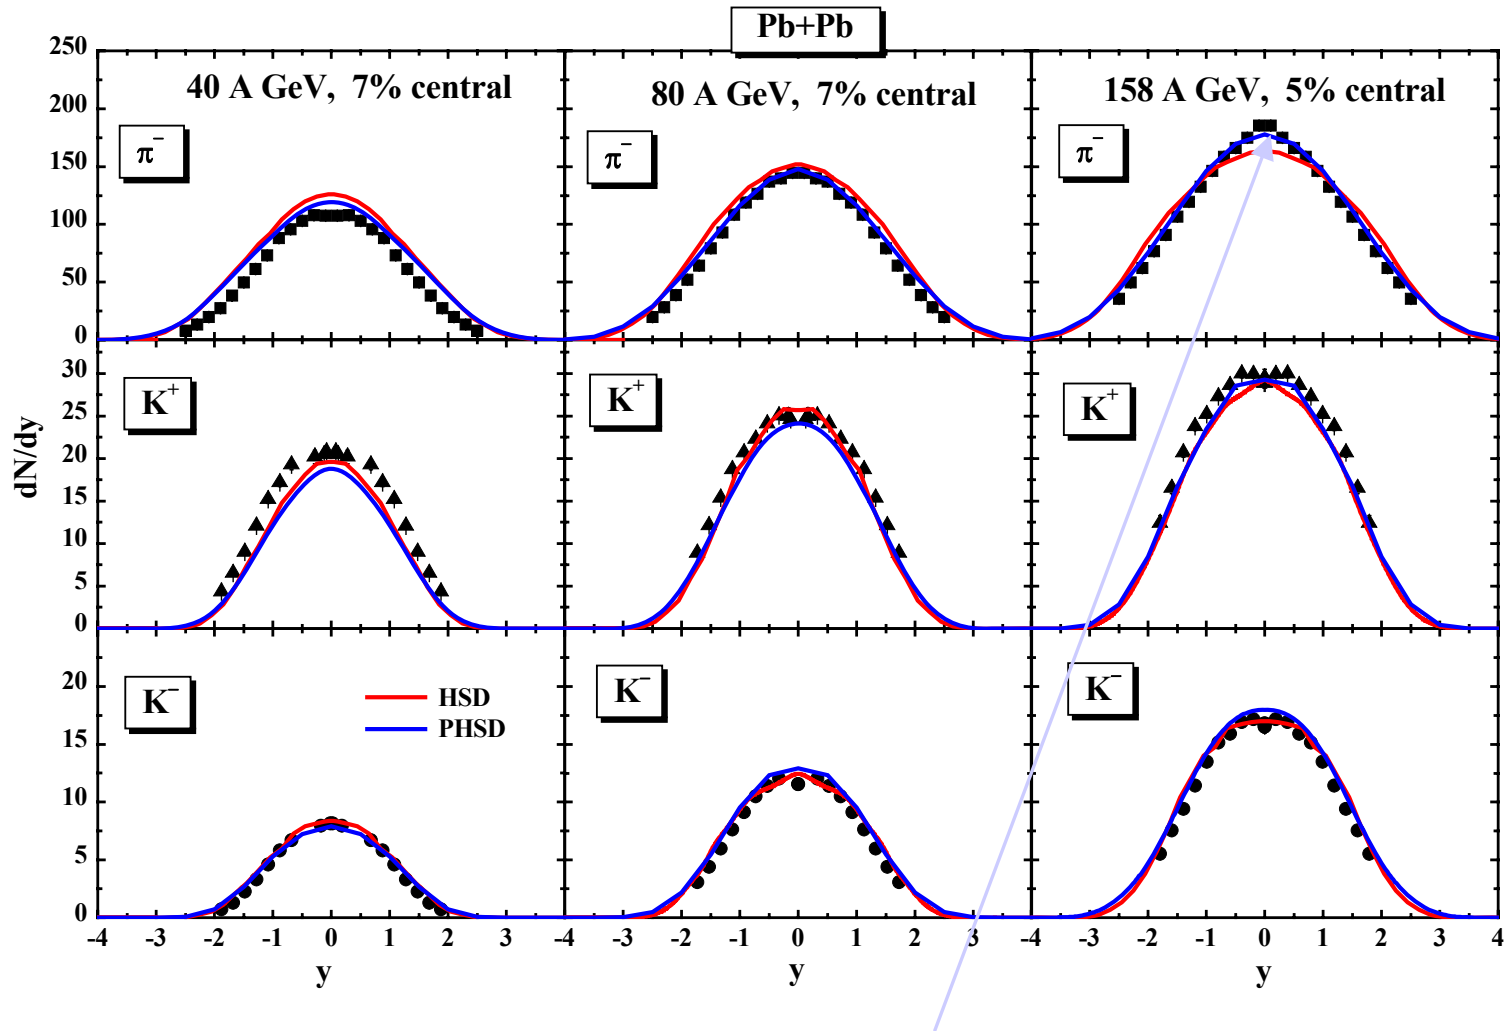 Pb+Pb
40 A GeV, 7% central
80 A GeV, 7% central
158 A GeV, 5% central
250
200
150
100
50
0
π⁻
π⁻
π⁻
dN/dy
30
25
20
15
10
5
0
K⁺
K⁺
K⁺
20
15
10
5
0
K⁻
HSD
PHSD
K⁻
K⁻
-4 -3 -2 -1 0 1 2 3 -4 -3 -2 -1 0 1 2 3 -4 -3 -2 -1 0 1 2 3 4
y y y